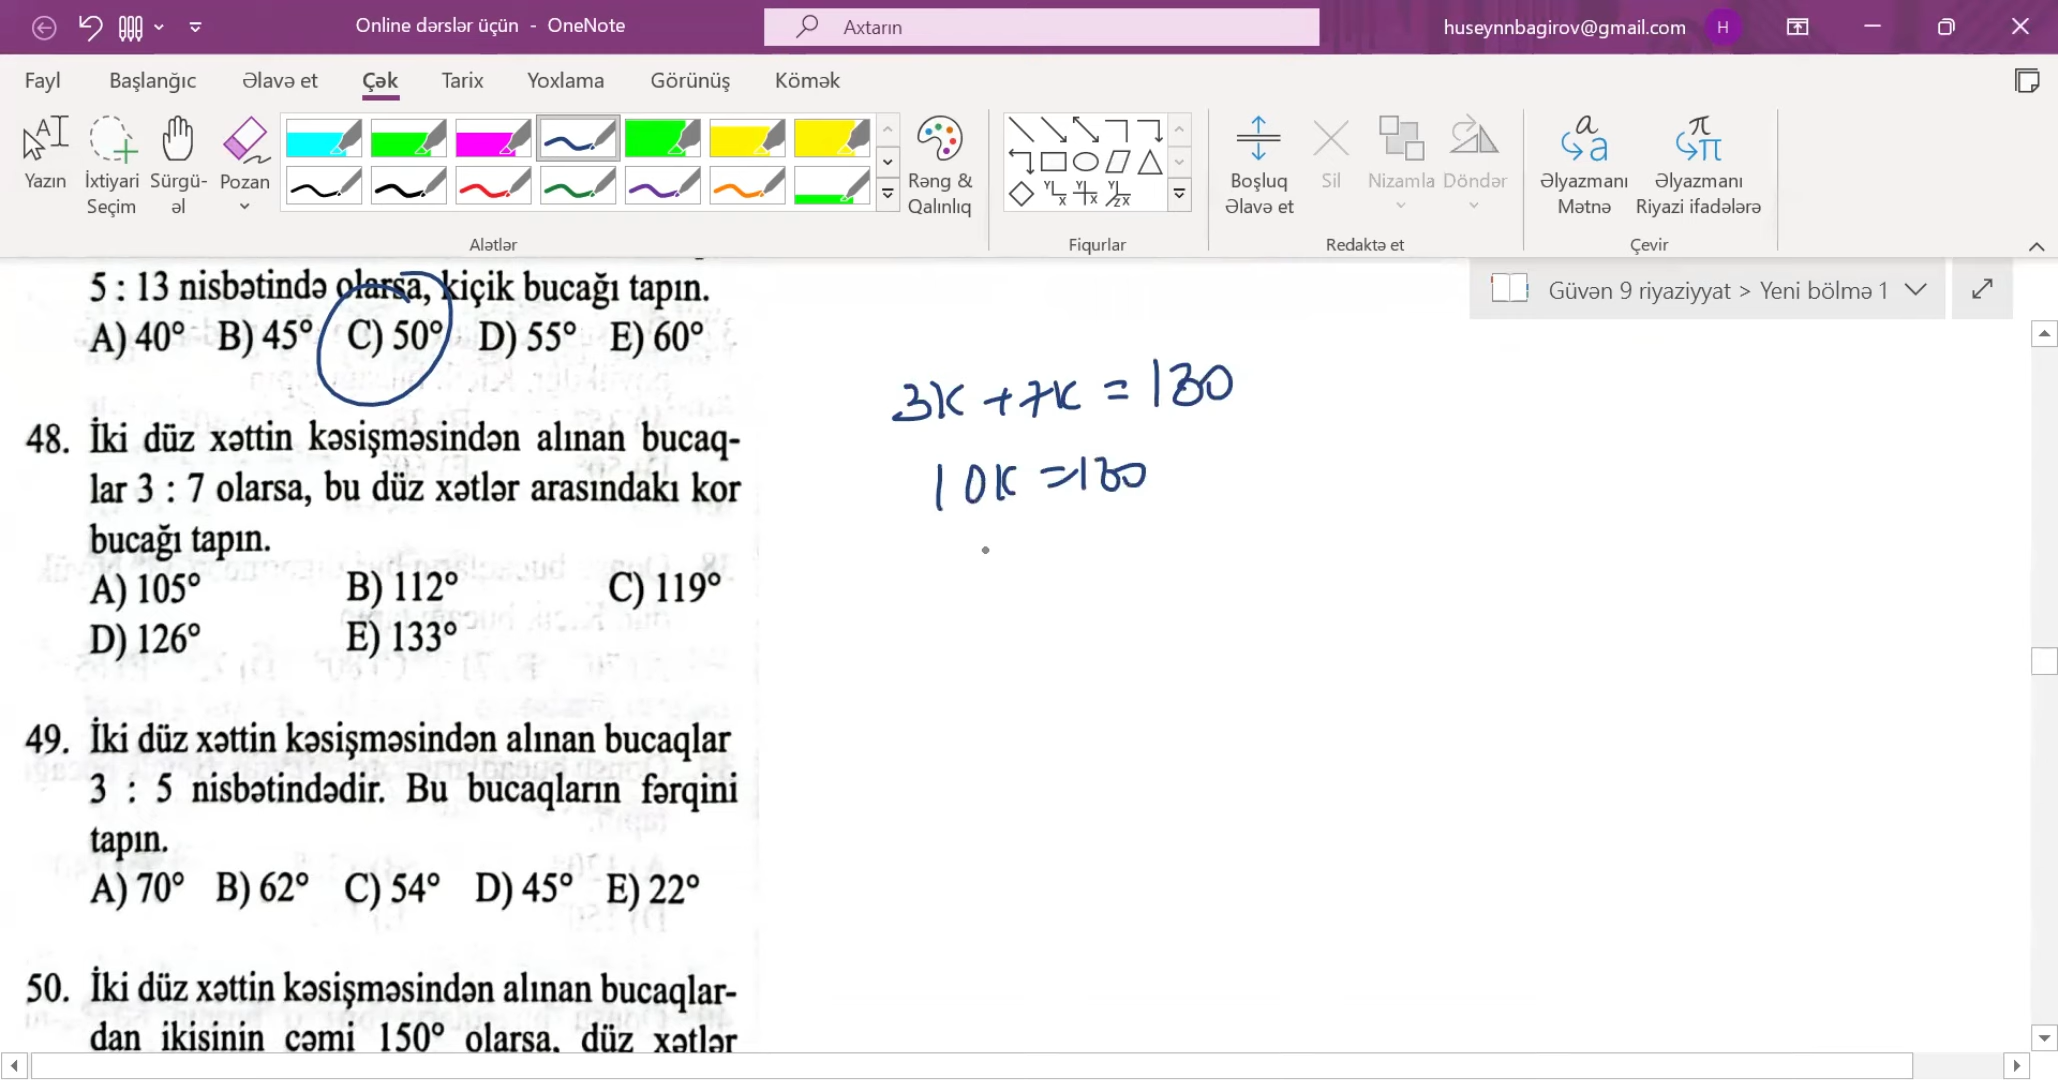 Online dərslər üçün - OneNote
Axtarın
huseynnbagirov@gmail.com
H
Fayl Başlanğıc Əlavə et Çək Tarix Yoxlama Görünüş Kömək
Yazın
İxtiyari Seçim
Sürgü-əl
Pozan
Rəng & Qalınlıq
Boşluq Əlavə et
Sil
Nizamla
Döndər
Əlyazmanı Mətnə
Əlyazmanı Riyazi ifadələrə
Alətlər
Fiqurlar
Redaktə et
Çevir
Güvən 9 riyaziyyat > Yeni bölmə 1
5 : 13 nisbətində olarsa, kiçik bucağı tapın.
A) 40° B) 45° C) 50° D) 55° E) 60°
48. İki düz xəttin kəsişməsindən alınan bucaq-
lar 3 : 7 olarsa, bu düz xətlər arasındakı kor
bucağı tapın.
A) 105° B) 112° C) 119°
D) 126° E) 133°
49. İki düz xəttin kəsişməsindən alınan bucaqlar
3 : 5 nisbətindədir. Bu bucaqların fərqini
tapın.
A) 70° B) 62° C) 54° D) 45° E) 22°
50. İki düz xəttin kəsişməsindən alınan bucaqlar-
dan ikisinin cəmi 150° olarsa, düz xətlər
3K + 7K = 180
10K = 180